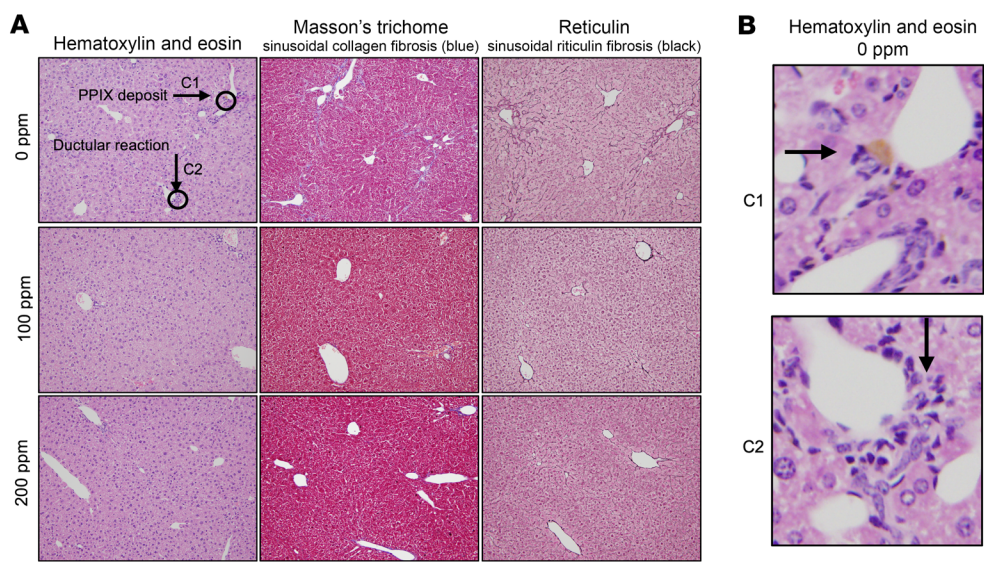 A
Hematoxylin and eosin
Masson's trichome
sinusoidal collagen fibrosis (blue)
Reticulin
sinusoidal riticulin fibrosis (black)
0 ppm
C1
PPIX deposit
Ductular reaction
C2
100 ppm
200 ppm
B
Hematoxylin and eosin
0 ppm
C1
C2